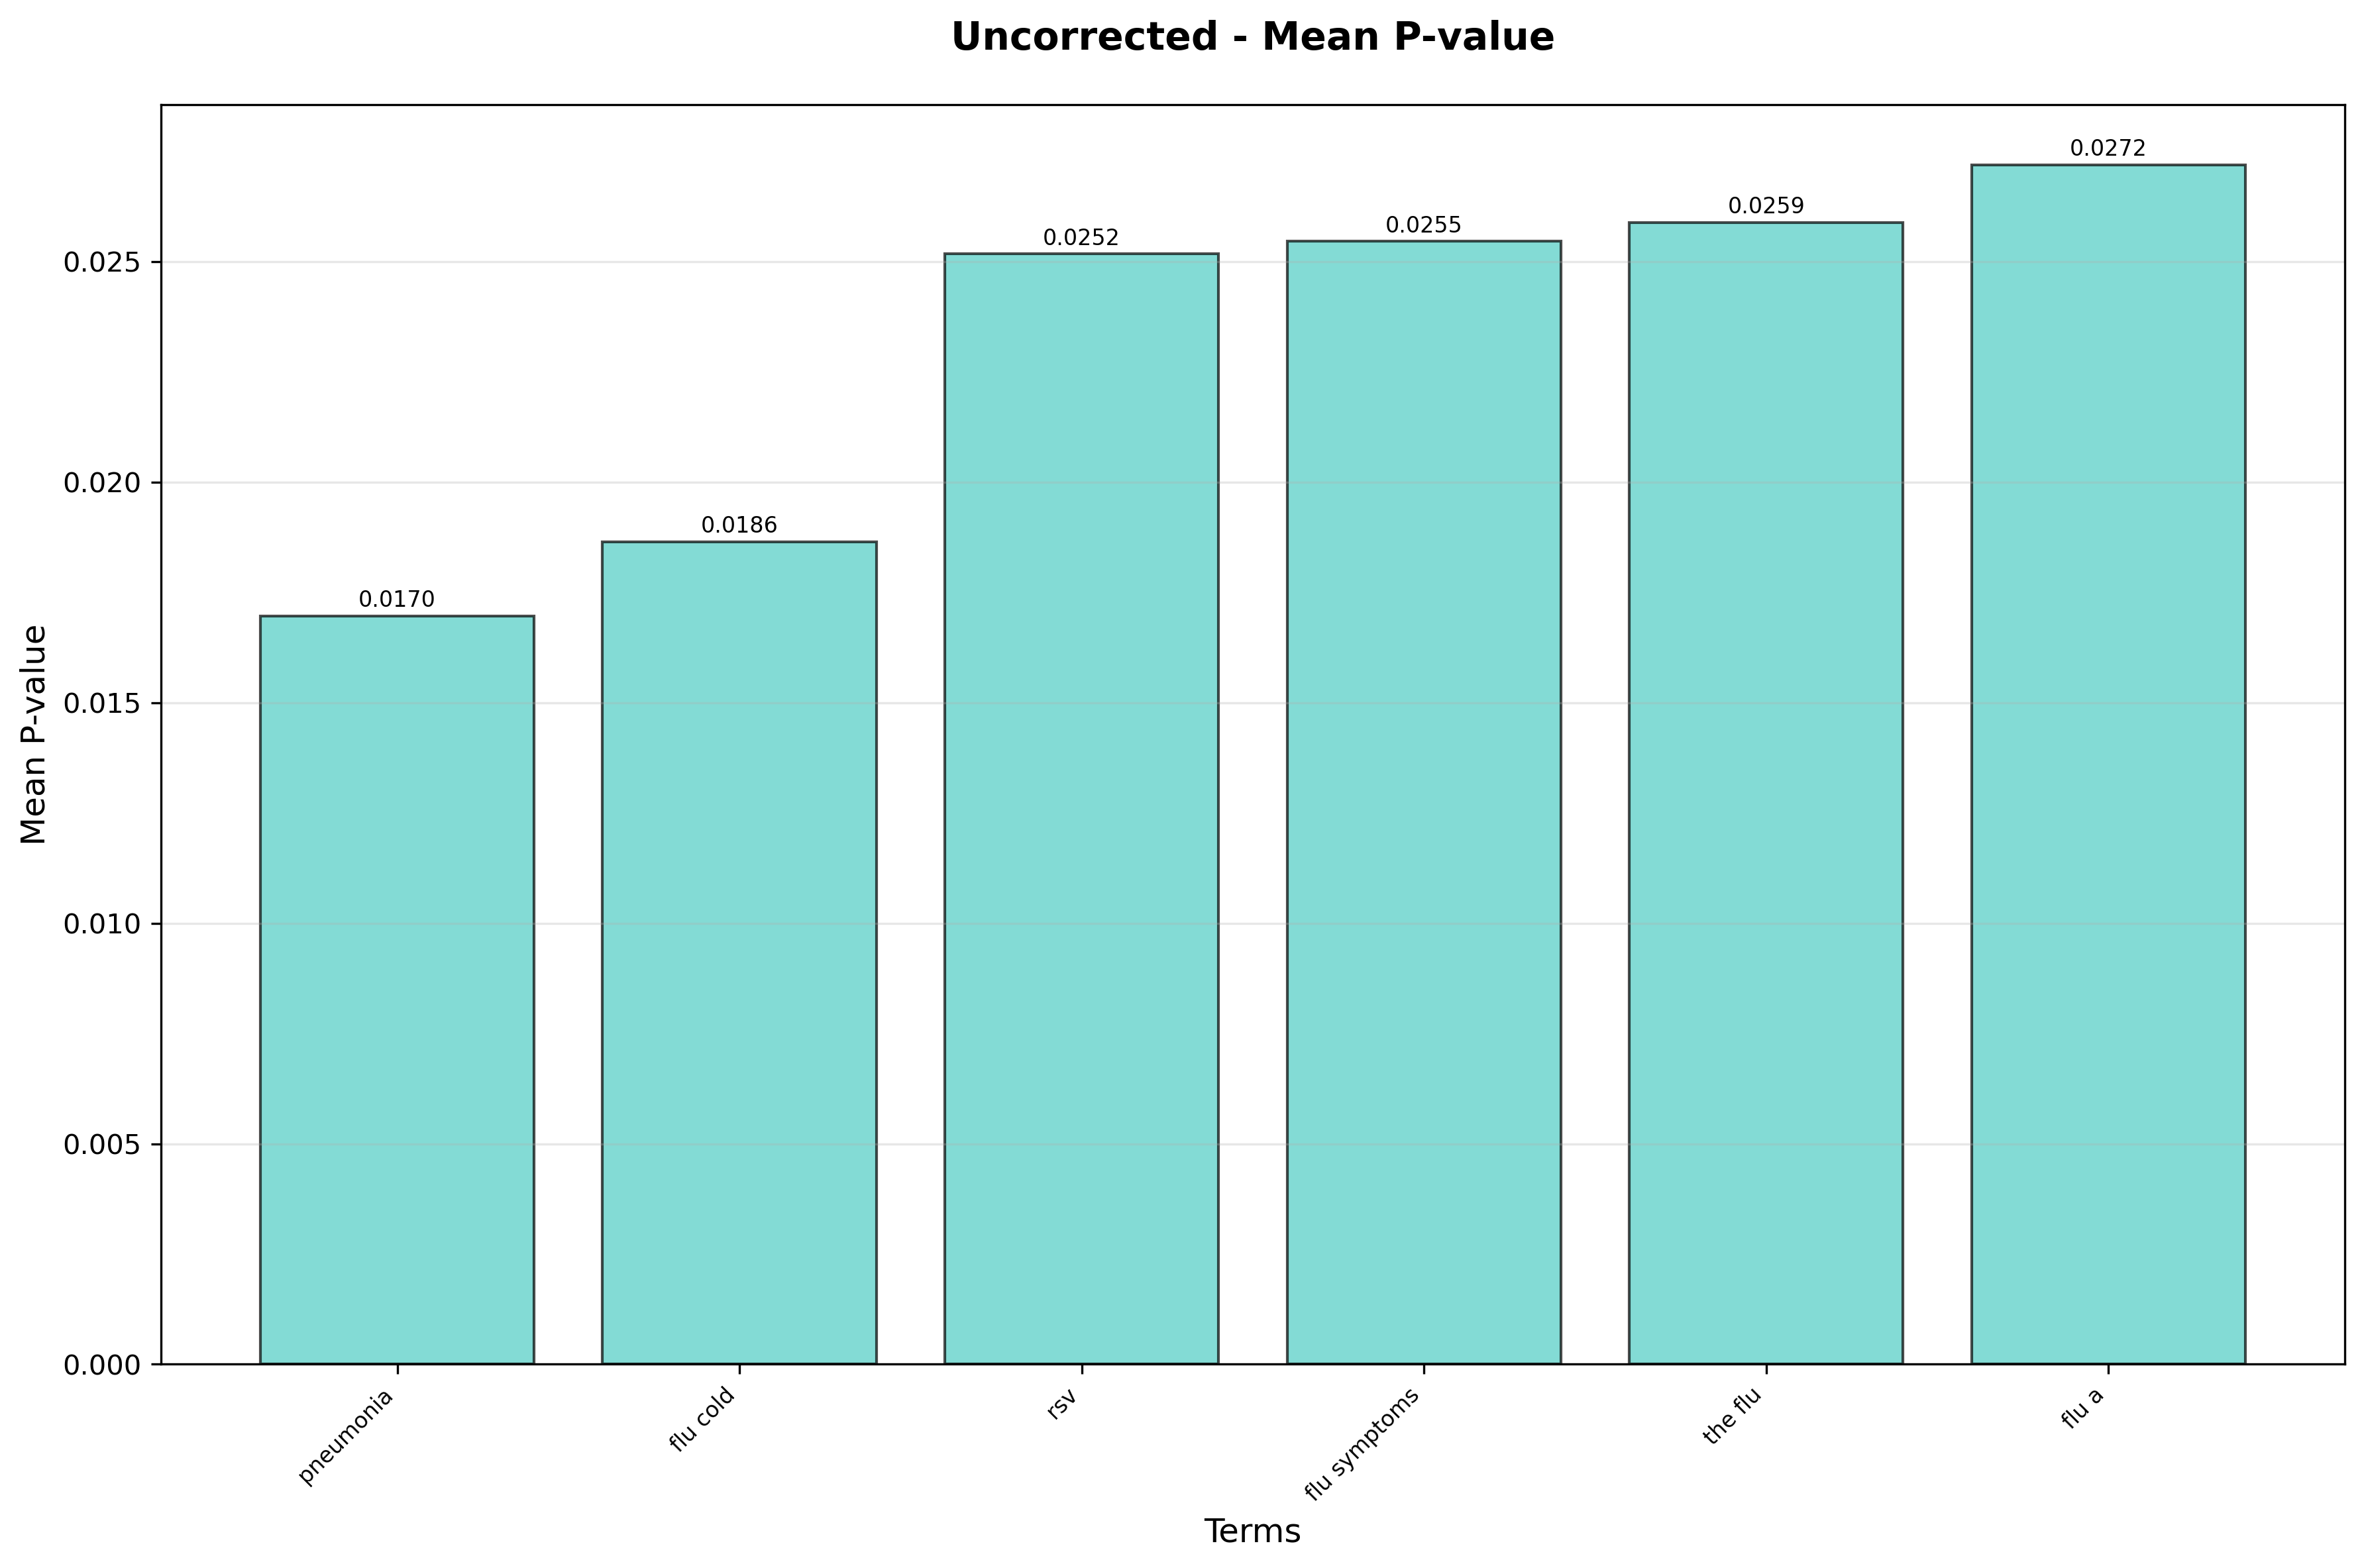 Uncorrected - Mean P-value
Mean P-value
0.025
0.020
0.015
0.010
0.005
0.000
0.0170
0.0186
0.0252
0.0255
0.0259
0.0272
pneumonia
flu cold
rsv
flu symptoms
the flu
flu a
Terms